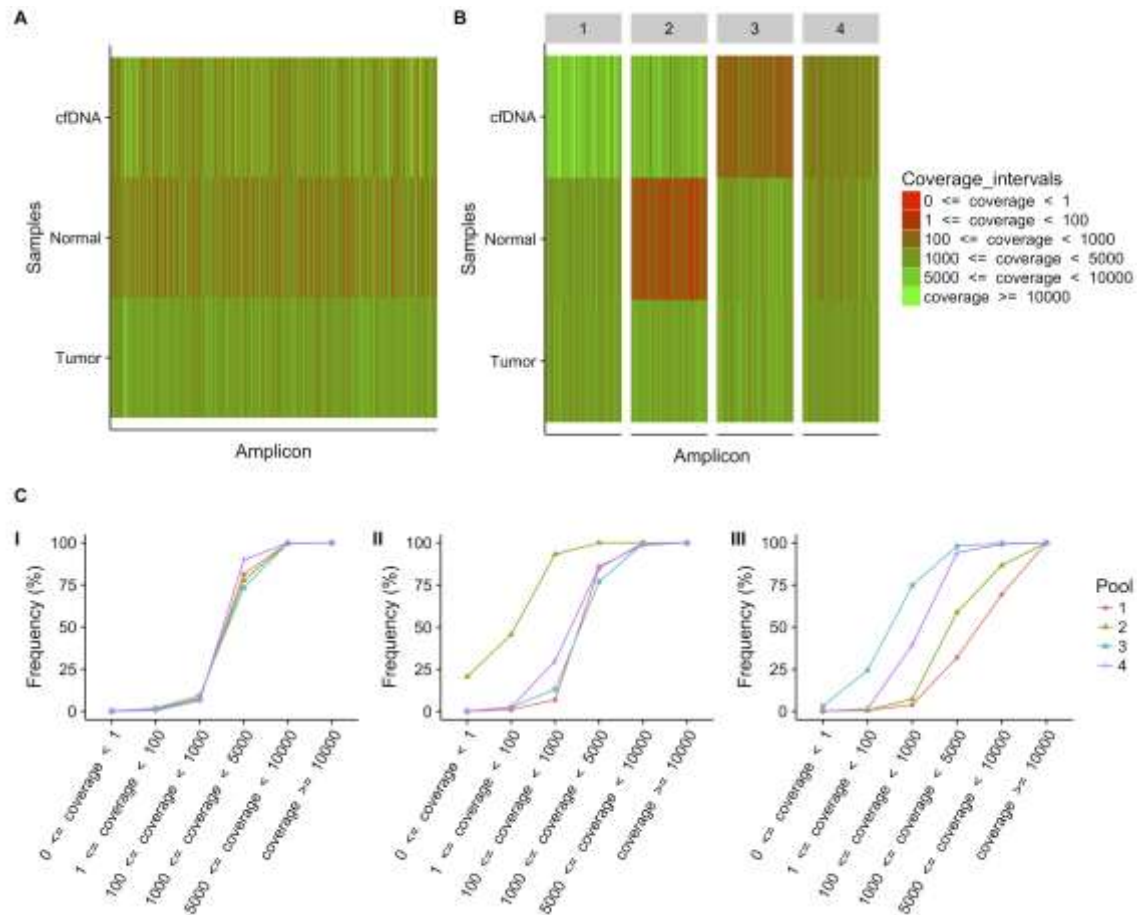 A
cfDNA
Normal
Tumor
Samples
Amplicon
B
1 2 3 4
cfDNA
Normal
Tumor
Samples
Amplicon
Coverage_intervals
0 <= coverage < 1
1 <= coverage < 100
100 <= coverage < 1000
1000 <= coverage < 5000
5000 <= coverage < 10000
coverage >= 10000
C
I
Frequency (%)
100
75
50
25
0
0 <= coverage < 1
1 <= coverage < 100
100 <= coverage < 1000
1000 <= coverage < 5000
5000 <= coverage < 10000
coverage >= 10000
II
Frequency (%)
100
75
50
25
0
0 <= coverage < 1
1 <= coverage < 100
100 <= coverage < 1000
1000 <= coverage < 5000
5000 <= coverage < 10000
coverage >= 10000
III
Frequency (%)
100
75
50
25
0
0 <= coverage < 1
1 <= coverage < 100
100 <= coverage < 1000
1000 <= coverage < 5000
5000 <= coverage < 10000
coverage >= 10000
Pool
1
2
3
4